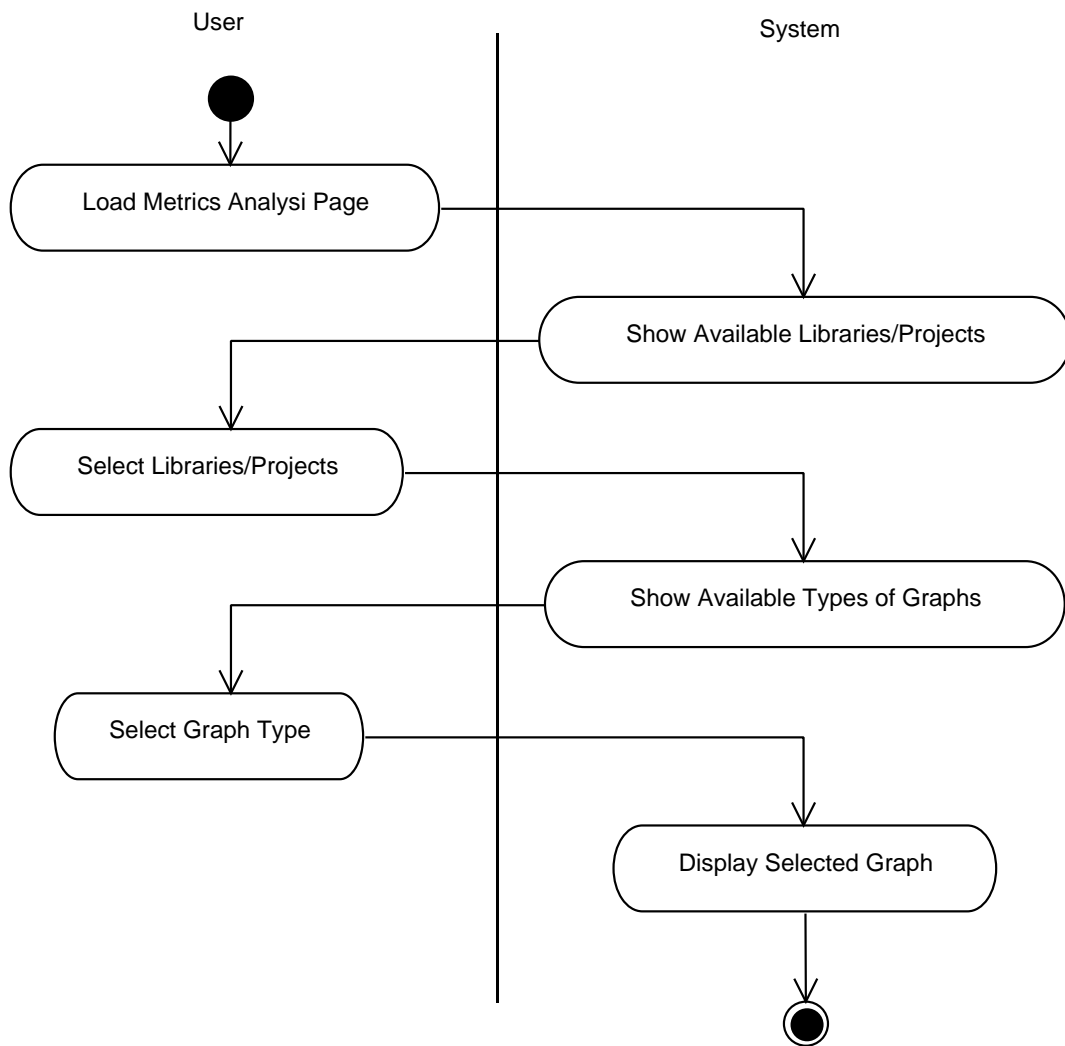 User
System
Load Metrics Analysi Page
Show Available Libraries/Projects
Select Libraries/Projects
Show Available Types of Graphs
Select Graph Type
Display Selected Graph